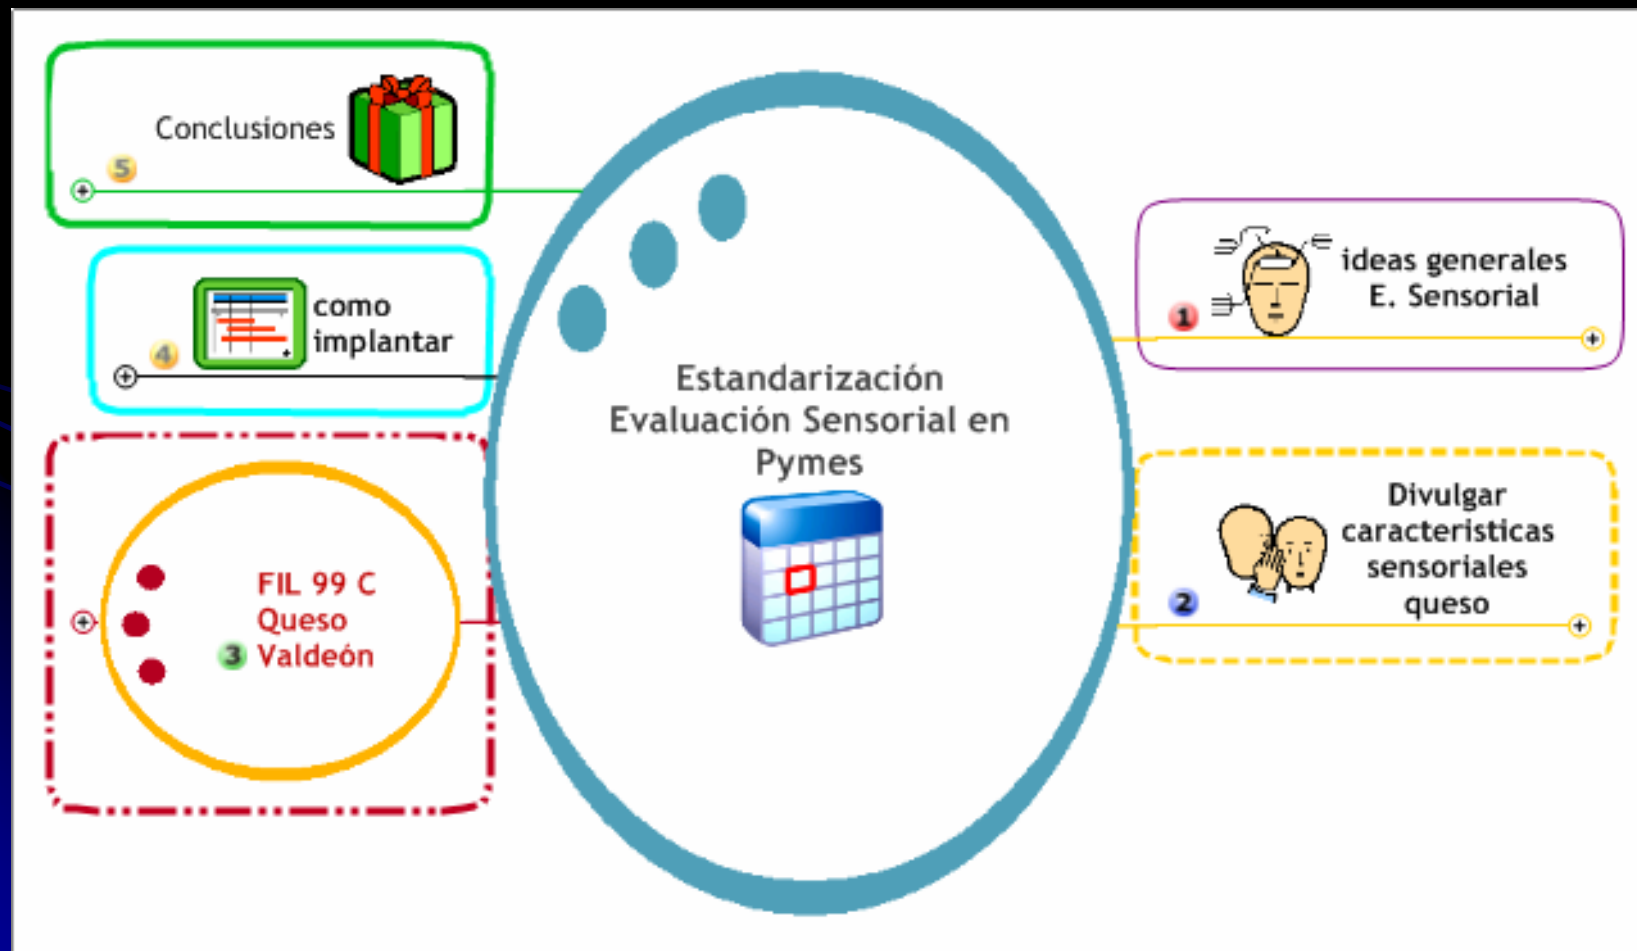 Estandarización
Evaluación Sensorial en
Pymes
1
ideas generales
E. Sensorial
2
Divulgar
caracteristicas
sensoriales
queso
FIL 99 C
Queso
3 Valdeón
como
implantar
4
Conclusiones
5